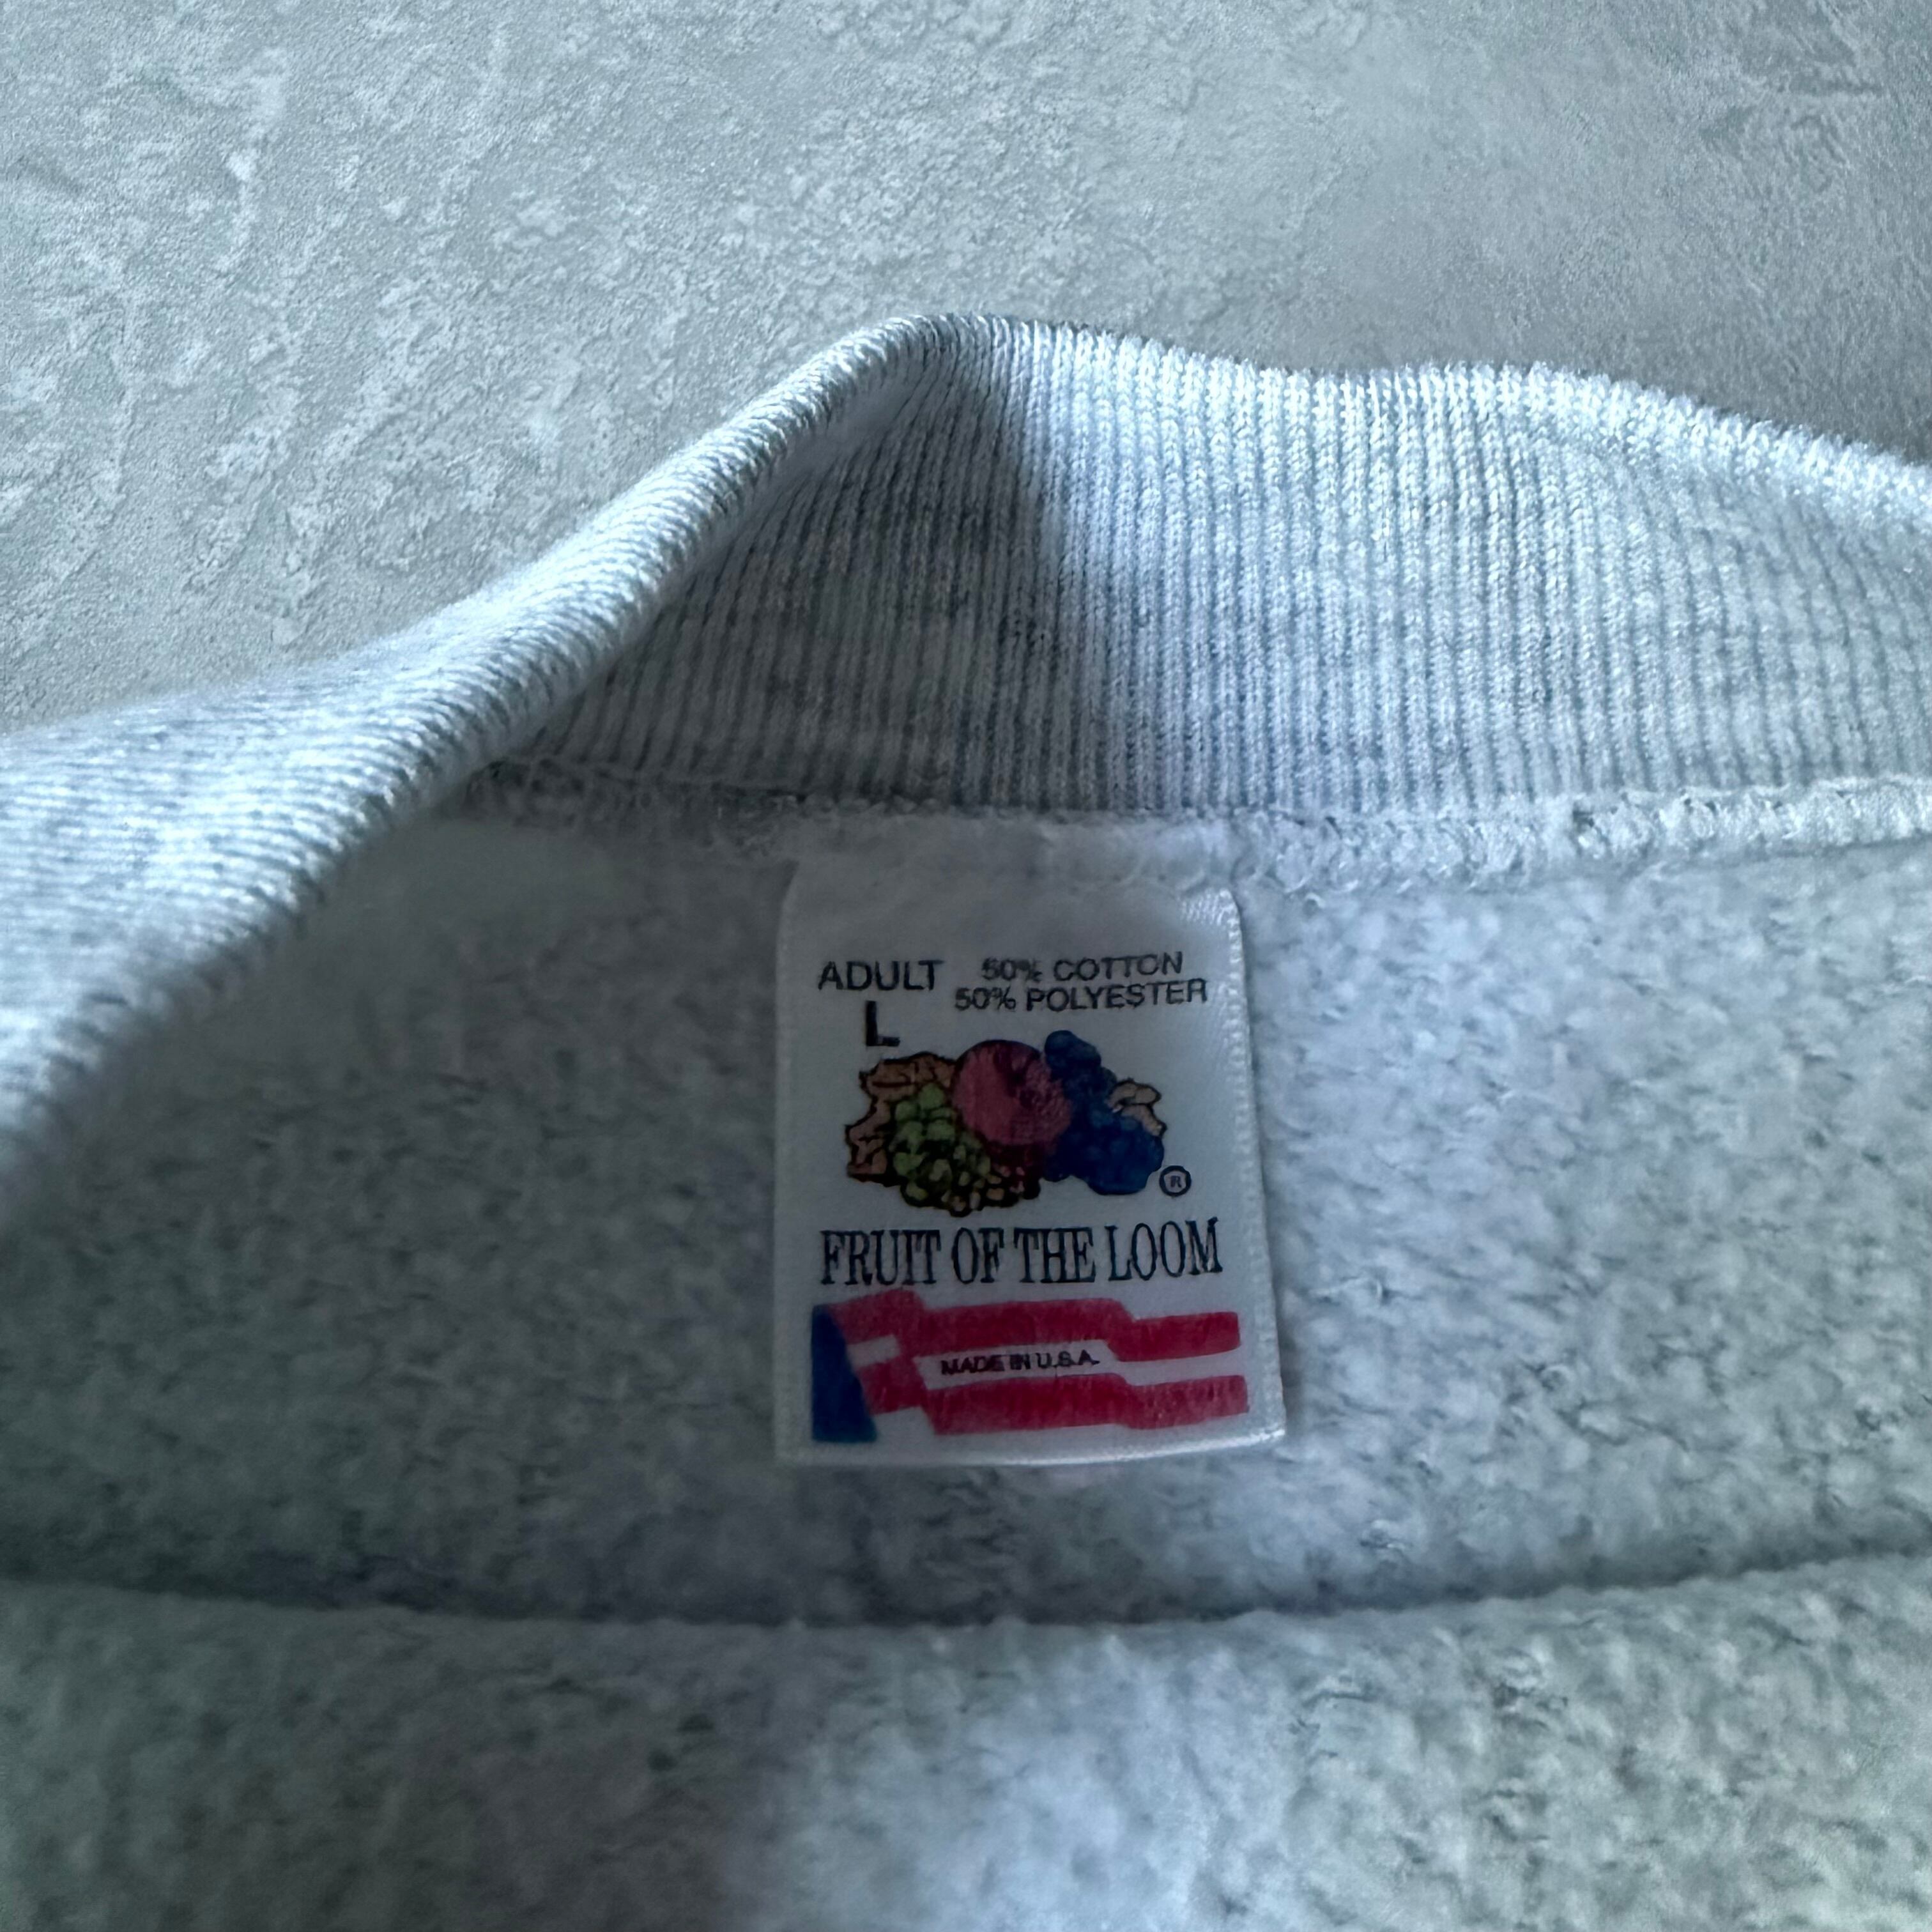 ADULT
L
50% COTTON
50% POLYESTER
®
FRUIT OF THE LOOM
MADE IN U.S.A.